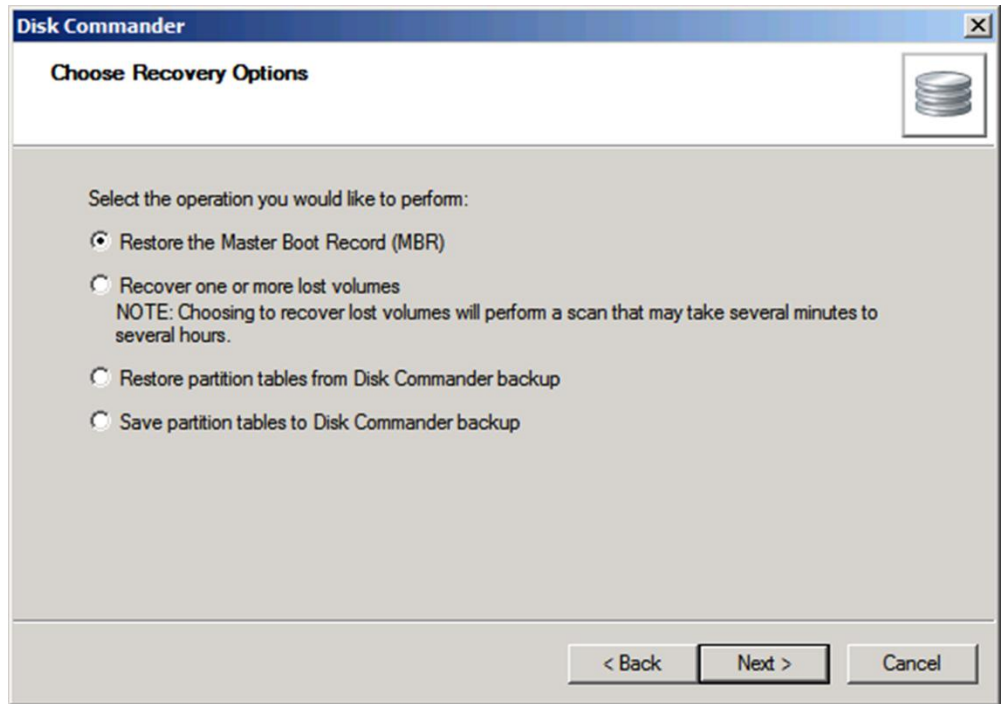 Disk Commander
Choose Recovery Options
Select the operation you would like to perform:
Restore the Master Boot Record (MBR)
Recover one or more lost volumes
NOTE: Choosing to recover lost volumes will perform a scan that may take several minutes to
several hours.
Restore partition tables from Disk Commander backup
Save partition tables to Disk Commander backup
< Back
Next >
Cancel